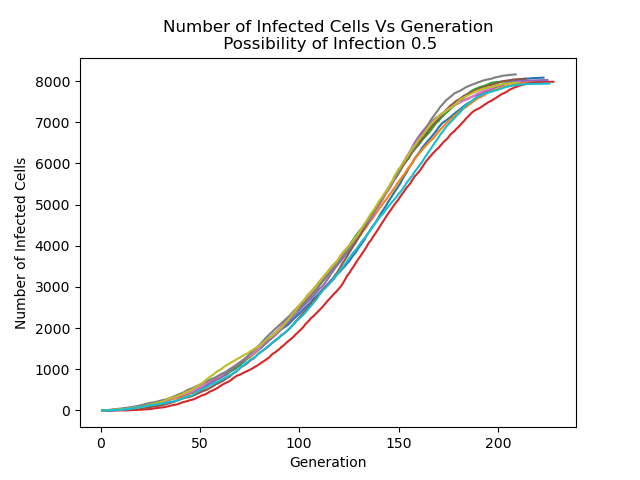 Number of Infected Cells Vs Generation
Possibility of Infection 0.5
8000
7000
6000
5000
4000
3000
2000
1000
0
Number of Infected Cells
0 50 100 150 200
Generation